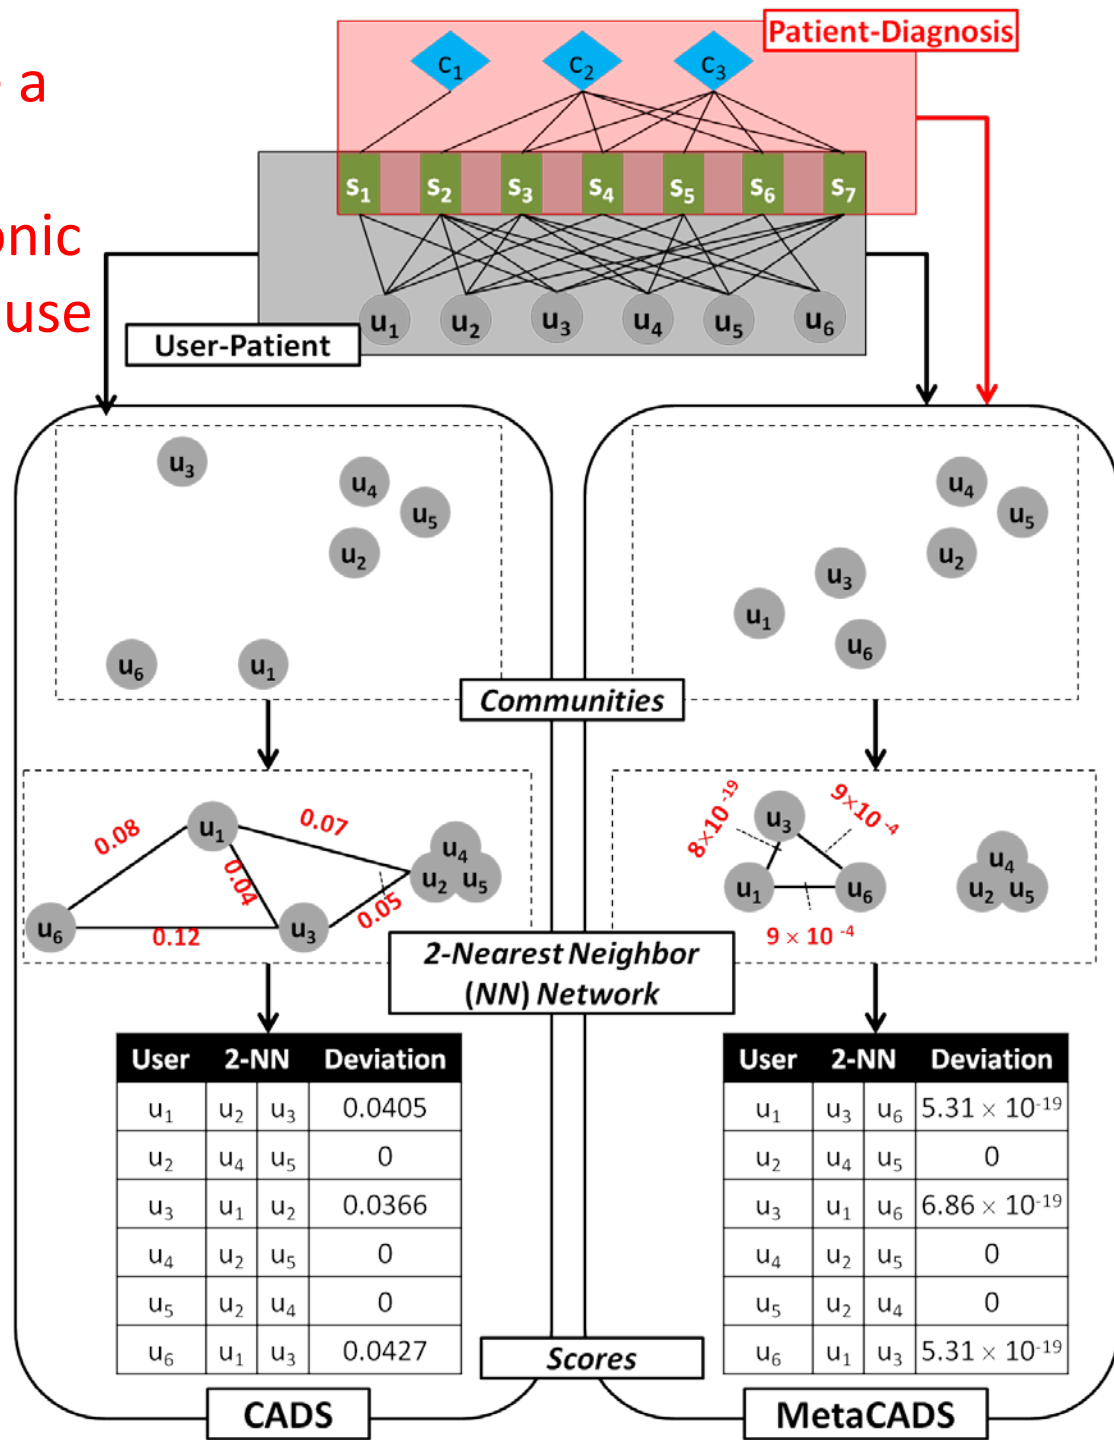 a
onic
use
Patient-Diagnosis
c1 c2 c3
s1 s2 s3 s4 s5 s6 s7
u1 u2 u3 u4 u5 u6
User-Patient
u3
u4
u5
u2
u6 u1
u4
u5
u2
u3
u1
u6
Communities
u1
u4
u2 u5
u6
u3
0.08
0.07
0.04
0.05
0.12
u3
u1 u6
u4
u2 u5
8×10 -19
9×10 -4
9 × 10 -4
2-Nearest Neighbor
(NN) Network
User 2-NN Deviation
u1 u2 u3 0.0405
u2 u4 u5 0
u3 u1 u2 0.0366
u4 u2 u5 0
u5 u2 u4 0
u6 u1 u3 0.0427
User 2-NN Deviation
u1 u3 u6 5.31 × 10-19
u2 u4 u5 0
u3 u1 u6 6.86 × 10-19
u4 u2 u5 0
u5 u2 u4 0
u6 u1 u3 5.31 × 10-19
Scores
CADS
MetaCADS